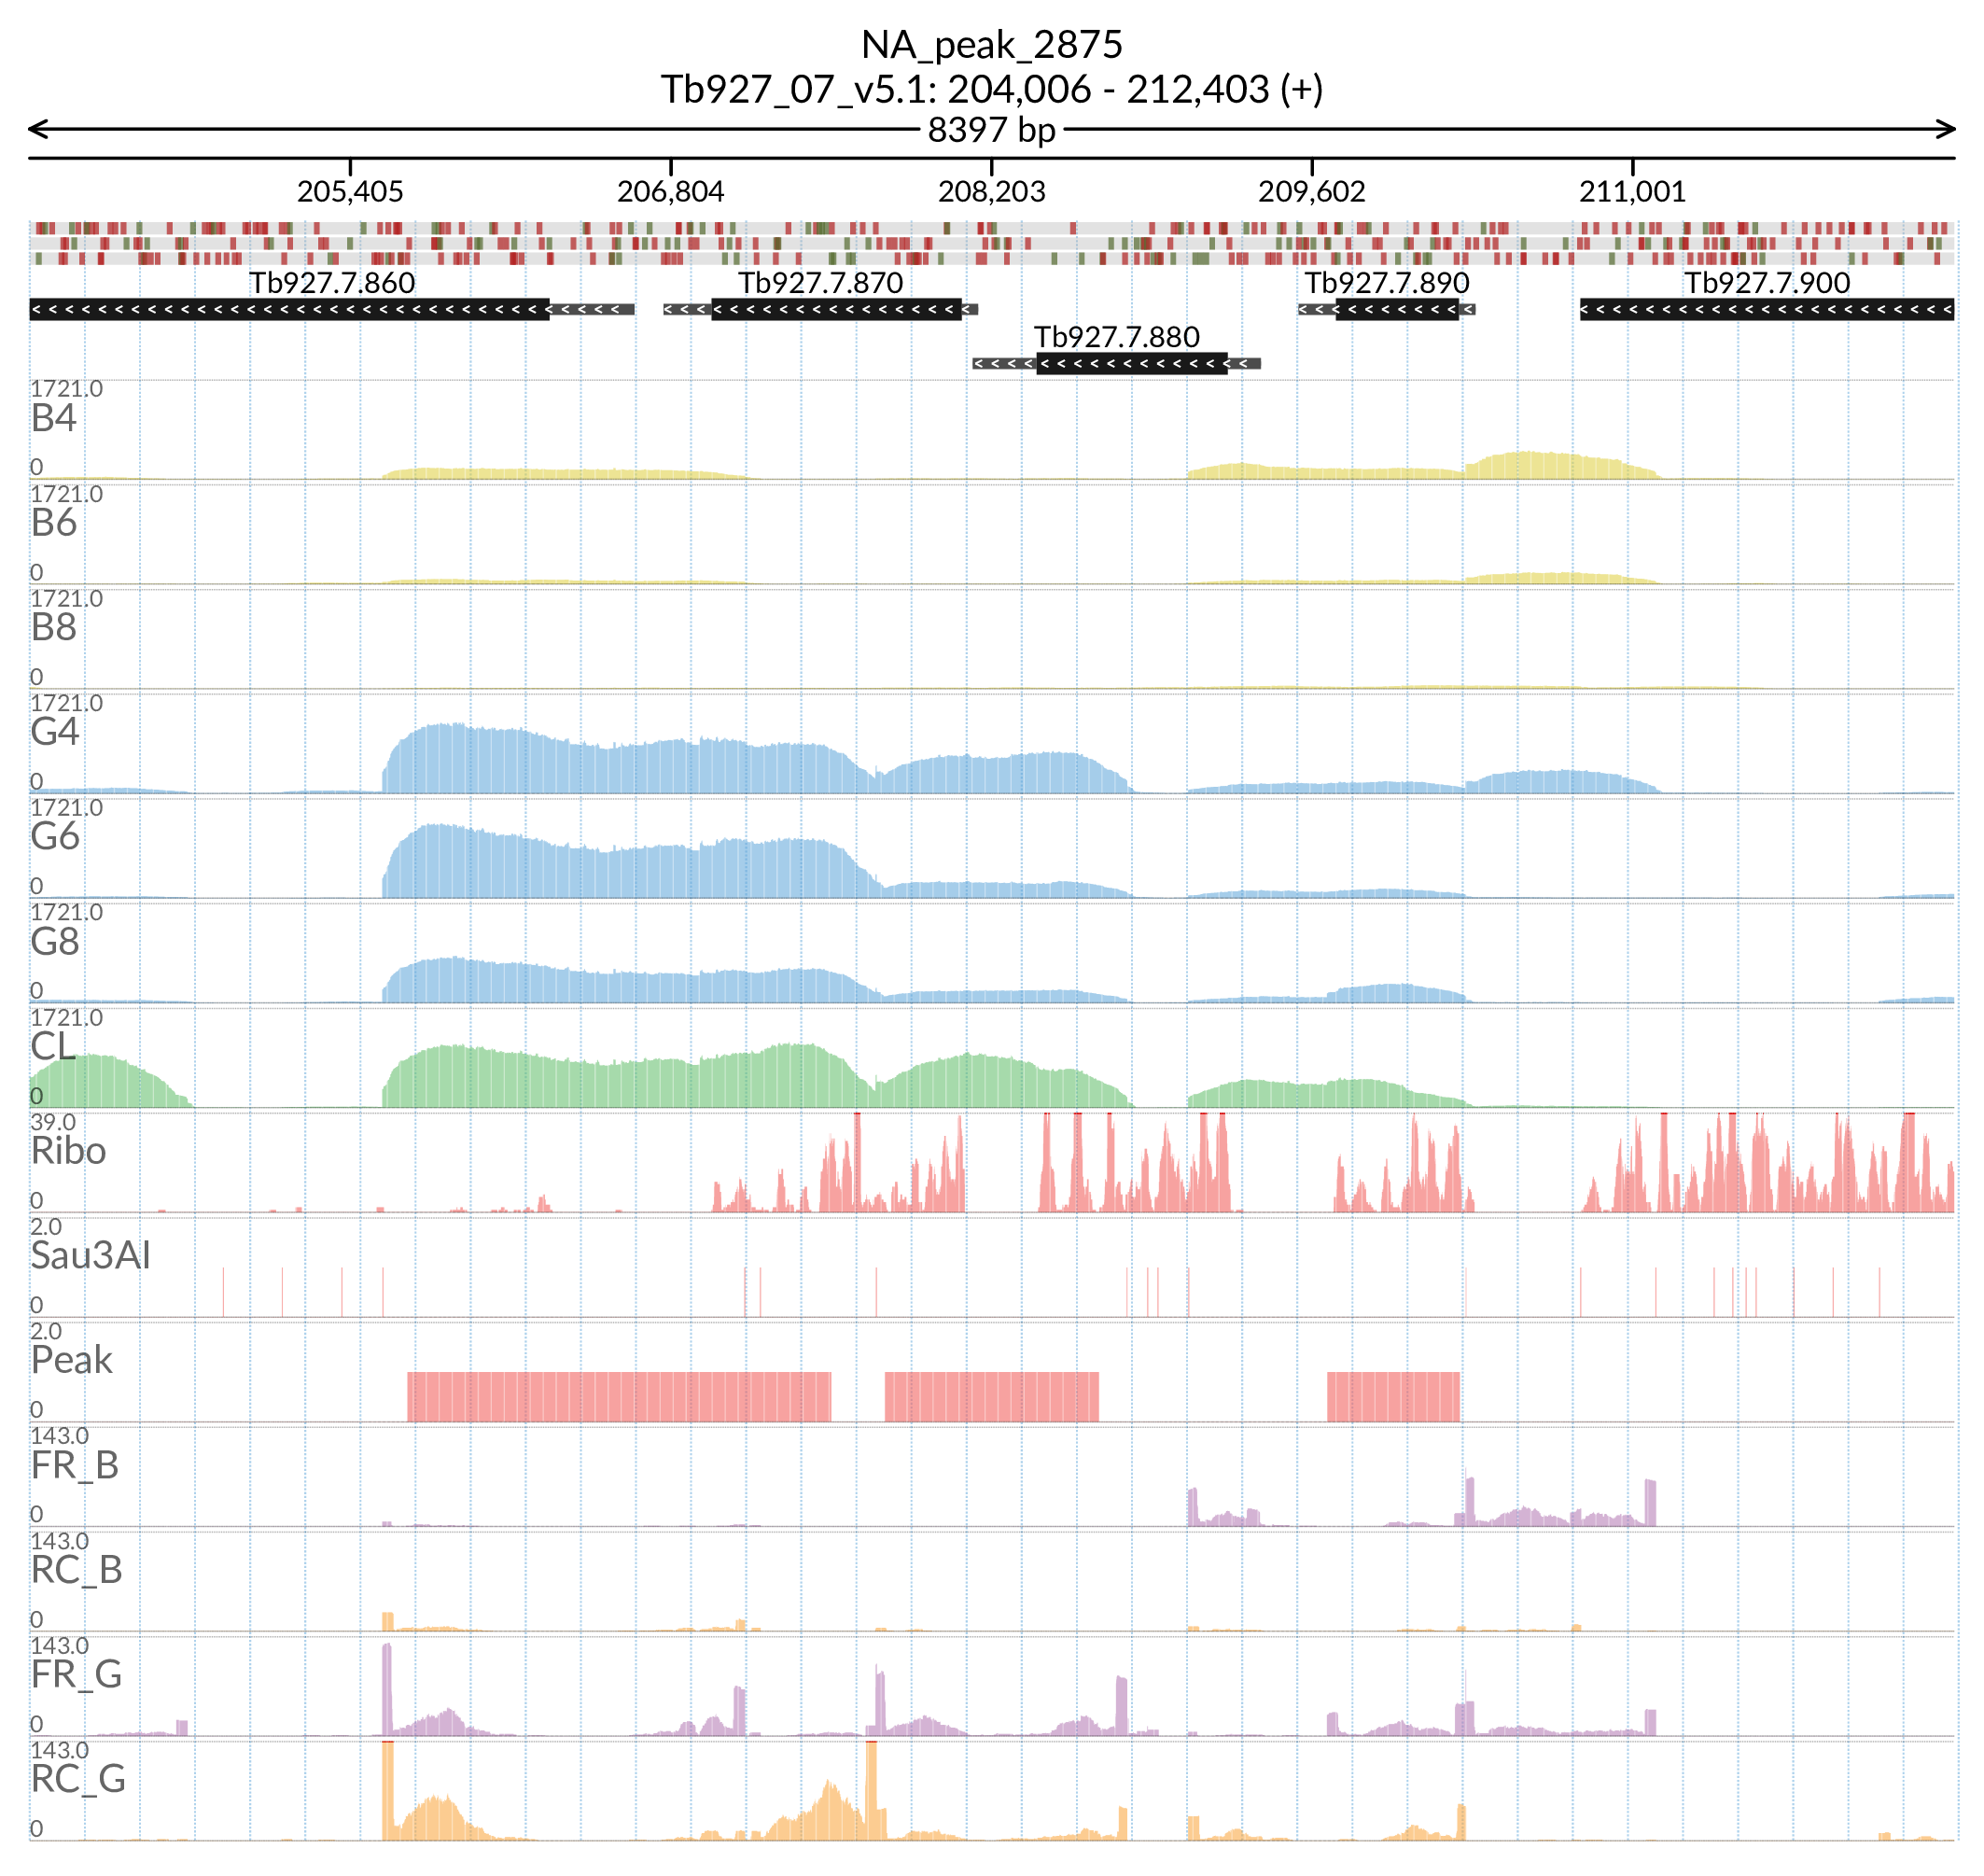 NA_peak_2875
Tb927_07_v5.1: 204,006 - 212,403 (+)
8397 bp
205,405 206,804 208,203 209,602 211,001
Tb927.7.860 Tb927.7.870 Tb927.7.890 Tb927.7.900
Tb927.7.880
1721.0
B4
0
1721.0
B6
0
1721.0
B8
0
1721.0
G4
0
1721.0
G6
0
1721.0
G8
0
1721.0
CL
0
39.0
Ribo
0
2.0
Sau3AI
0
2.0
Peak
0
143.0
FR_B
0
143.0
RC_B
0
143.0
FR_G
0
143.0
RC_G
0